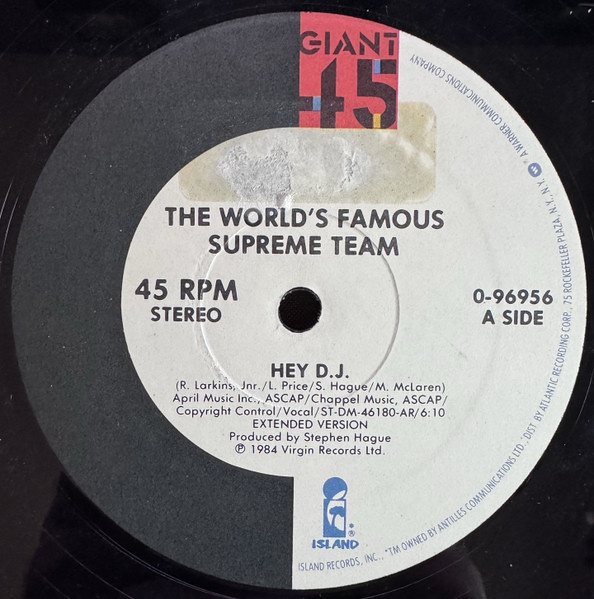 GIANT
45
THE WORLD'S FAMOUS
SUPREME TEAM
45 RPM
STEREO
0-96956
A SIDE
HEY D.J.
(R. Larkins, Jnr./L. Price/S. Hague/M. McLaren)
April Music Inc., ASCAP/Chappel Music, ASCAP/
Copyright Control/Vocal/ST-DM-46180-AR/6:10
EXTENDED VERSION
Produced by Stephen Hague
℗ 1984 Virgin Records Ltd.
i
®
ISLAND
ISLAND RECORDS, INC., *TM OWNED BY ANTILLES COMMUNICATIONS LTD., DIST. BY ATLANTIC RECORDING CORP., 75 ROCKEFELLER PLAZA, N.Y., N.Y. A WARNER COMMUNICATIONS COMPANY